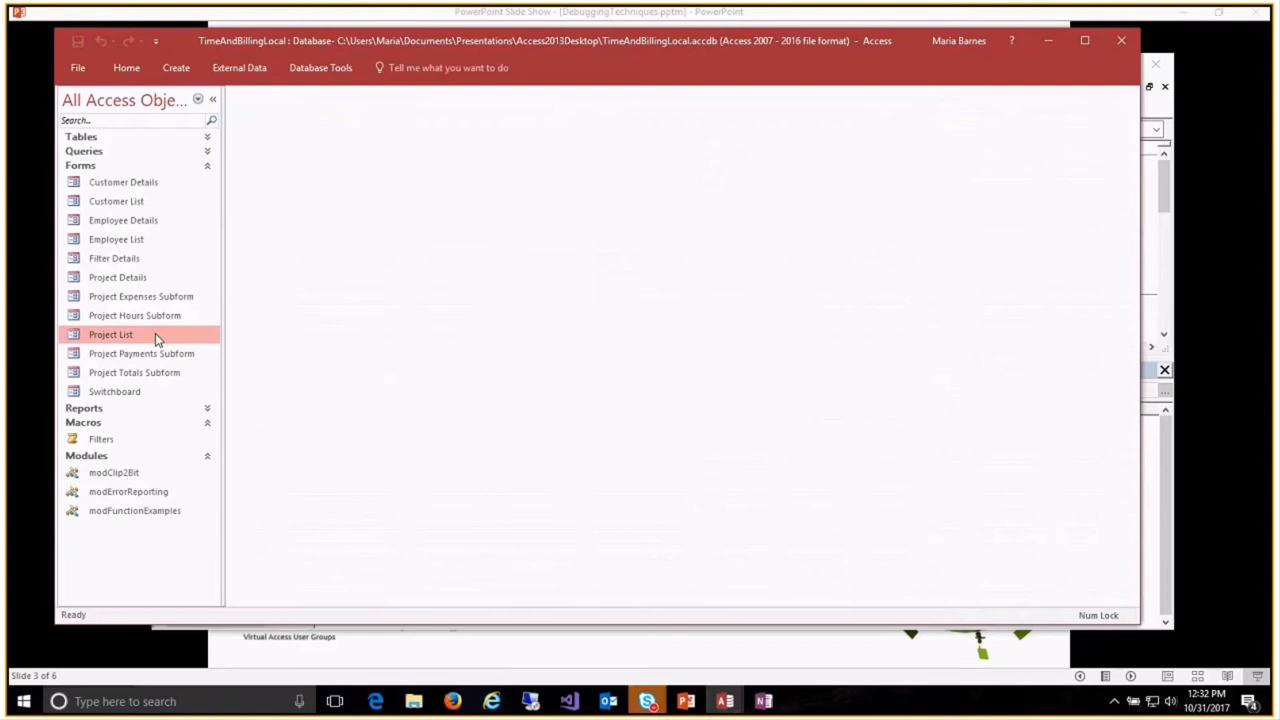 PowerPoint Slide Show - [DebuggingTechniques.pptm] - PowerPoint
TimeAndBillingLocal : Database- C:\Users\Maria\Documents\Presentations\Access2013Desktop\TimeAndBillingLocal.accdb (Access 2007 - 2016 file format) - Access
Maria Barnes
?
File Home Create External Data Database Tools Tell me what you want to do
All Access Obje...
Search..
Tables
Queries
Forms
Customer Details
Customer List
Employee Details
Employee List
Filter Details
Project Details
Project Expenses Subform
Project Hours Subform
Project List
Project Payments Subform
Project Totals Subform
Switchboard
Reports
Macros
Filters
Modules
modClip2Bit
modErrorReporting
modFunctionExamples
Ready
Num Lock
Virtual Access User Groups
Slide 3 of 6
Type here to search
12:32 PM
10/31/2017
4